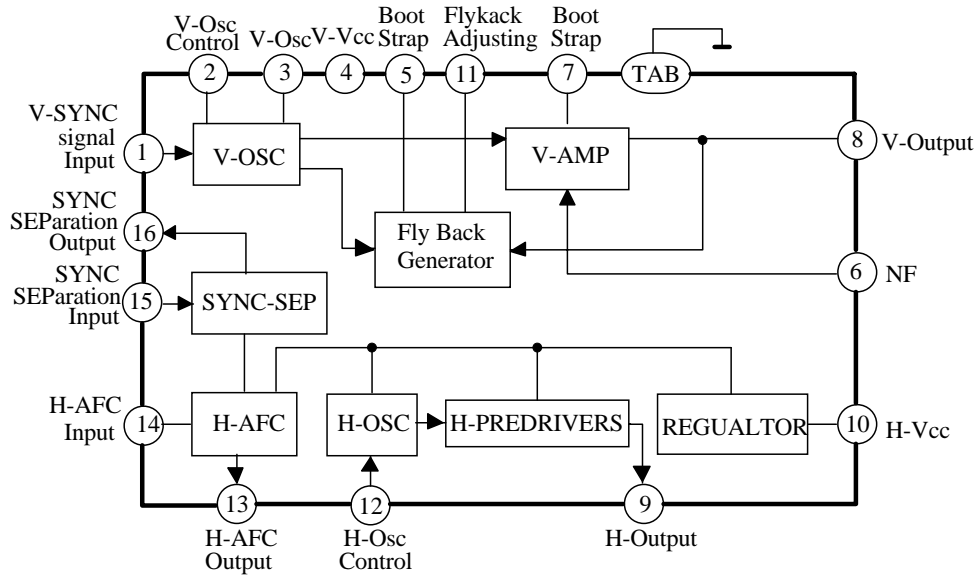 V-Osc
Control
V-Osc
V-Vcc
Boot
Strap
Flykack
Adjusting
Boot
Strap
2
3
4
5
11
7
TAB
V-SYNC
signal
Input
1
V-OSC
V-AMP
8
V-Output
SYNC
SEParation
Output
16
Fly Back
Generator
6
NF
SYNC
SEParation
Input
15
SYNC-SEP
H-AFC
Input
14
H-AFC
H-OSC
H-PREDRIVERS
REGUALTOR
10
H-Vcc
13
12
9
H-AFC
Output
H-Osc
Control
H-Output